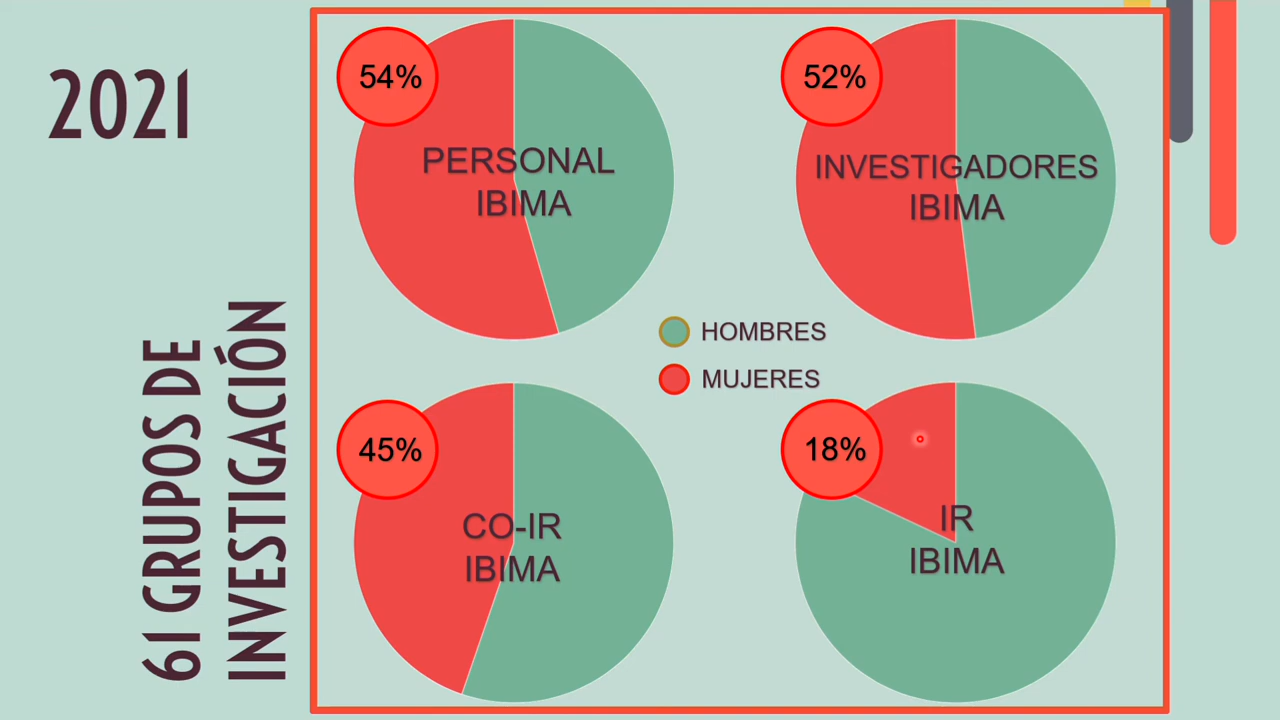 2021
61 GRUPOS DE
INVESTIGACIÓN
54%
PERSONAL
IBIMA
52%
INVESTIGADORES
IBIMA
HOMBRES
MUJERES
45%
CO-IR
IBIMA
18%
IR
IBIMA